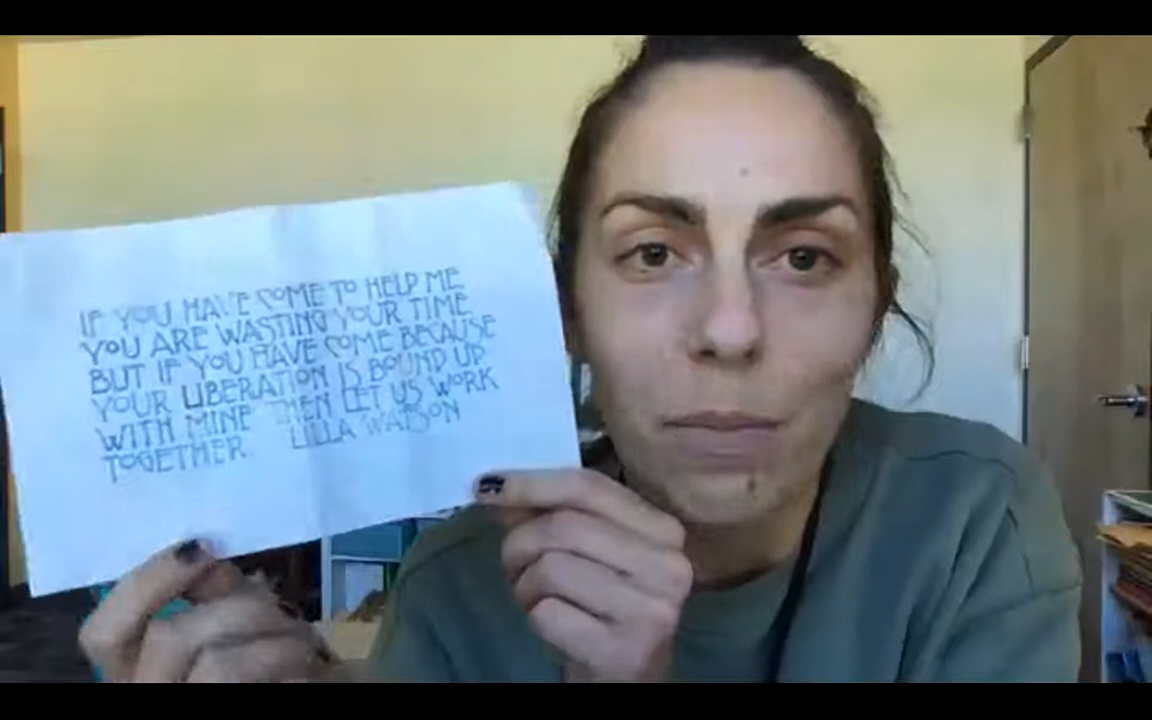 IF YOU HAVE COME TO HELP ME
YOU ARE WASTING YOUR TIME
BUT IF YOU HAVE COME BECAUSE
YOUR LIBERATION IS BOUND UP
WITH MINE THEN LET US WORK
TOGETHER LILLA WATSON